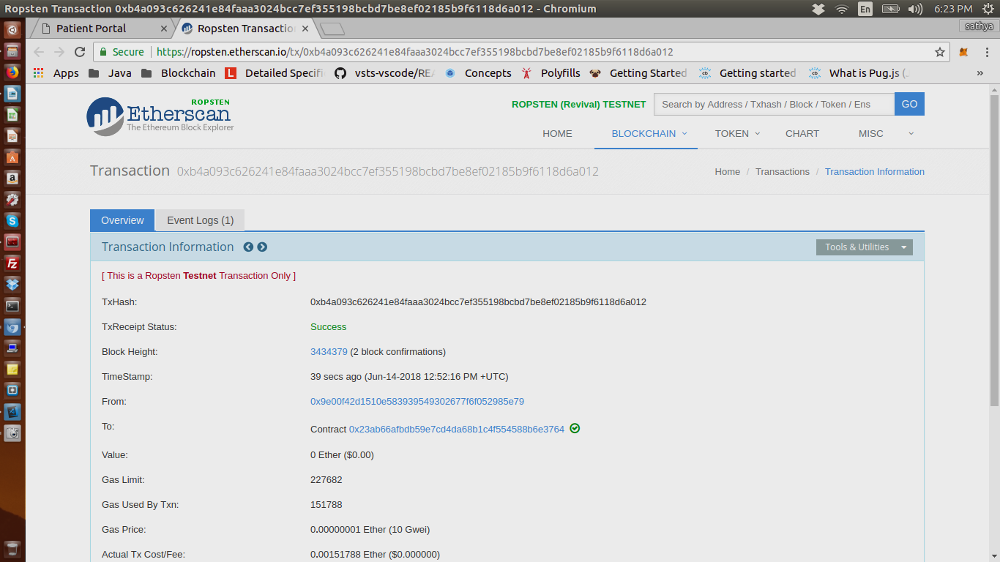 Ropsten Transaction 0xb4a093c626241e84faaa3024bcc7ef355198bcbd7be8ef02185b9f6118d6a012 - Chromium
En
6:23 PM
Patient Portal
Ropsten Transactio
sathya
Secure
https://ropsten.etherscan.io/tx/0xb4a093c626241e84faaa3024bcc7ef355198bcbd7be8ef02185b9f6118d6a012
Apps Java Blockchain Detailed Specifi vsts-vscode/REA Concepts Polyfills Getting Started Getting started What is Pug.js ( »
ROPSTEN
Etherscan
The Ethereum Block Explorer
ROPSTEN (Revival) TESTNET
Search by Address / Txhash / Block / Token / Ens
GO
HOME BLOCKCHAIN TOKEN CHART MISC
Transaction 0xb4a093c626241e84faaa3024bcc7ef355198bcbd7be8ef02185b9f6118d6a012
Home / Transactions / Transaction Information
Overview
Event Logs (1)
Transaction Information
Tools & Utilities
[ This is a Ropsten Testnet Transaction Only ]
TxHash: 0xb4a093c626241e84faaa3024bcc7ef355198bcbd7be8ef02185b9f6118d6a012
TxReceipt Status: Success
Block Height: 3434379 (2 block confirmations)
TimeStamp: 39 secs ago (Jun-14-2018 12:52:16 PM +UTC)
From: 0x9e00f42d1510e583939549302677f6f052985e79
To: Contract 0x23ab66afbdb59e7cd4da68b1c4f554588b6e3764
Value: 0 Ether ($0.00)
Gas Limit: 227682
Gas Used By Txn: 151788
Gas Price: 0.00000001 Ether (10 Gwei)
Actual Tx Cost/Fee: 0.00151788 Ether ($0.000000)